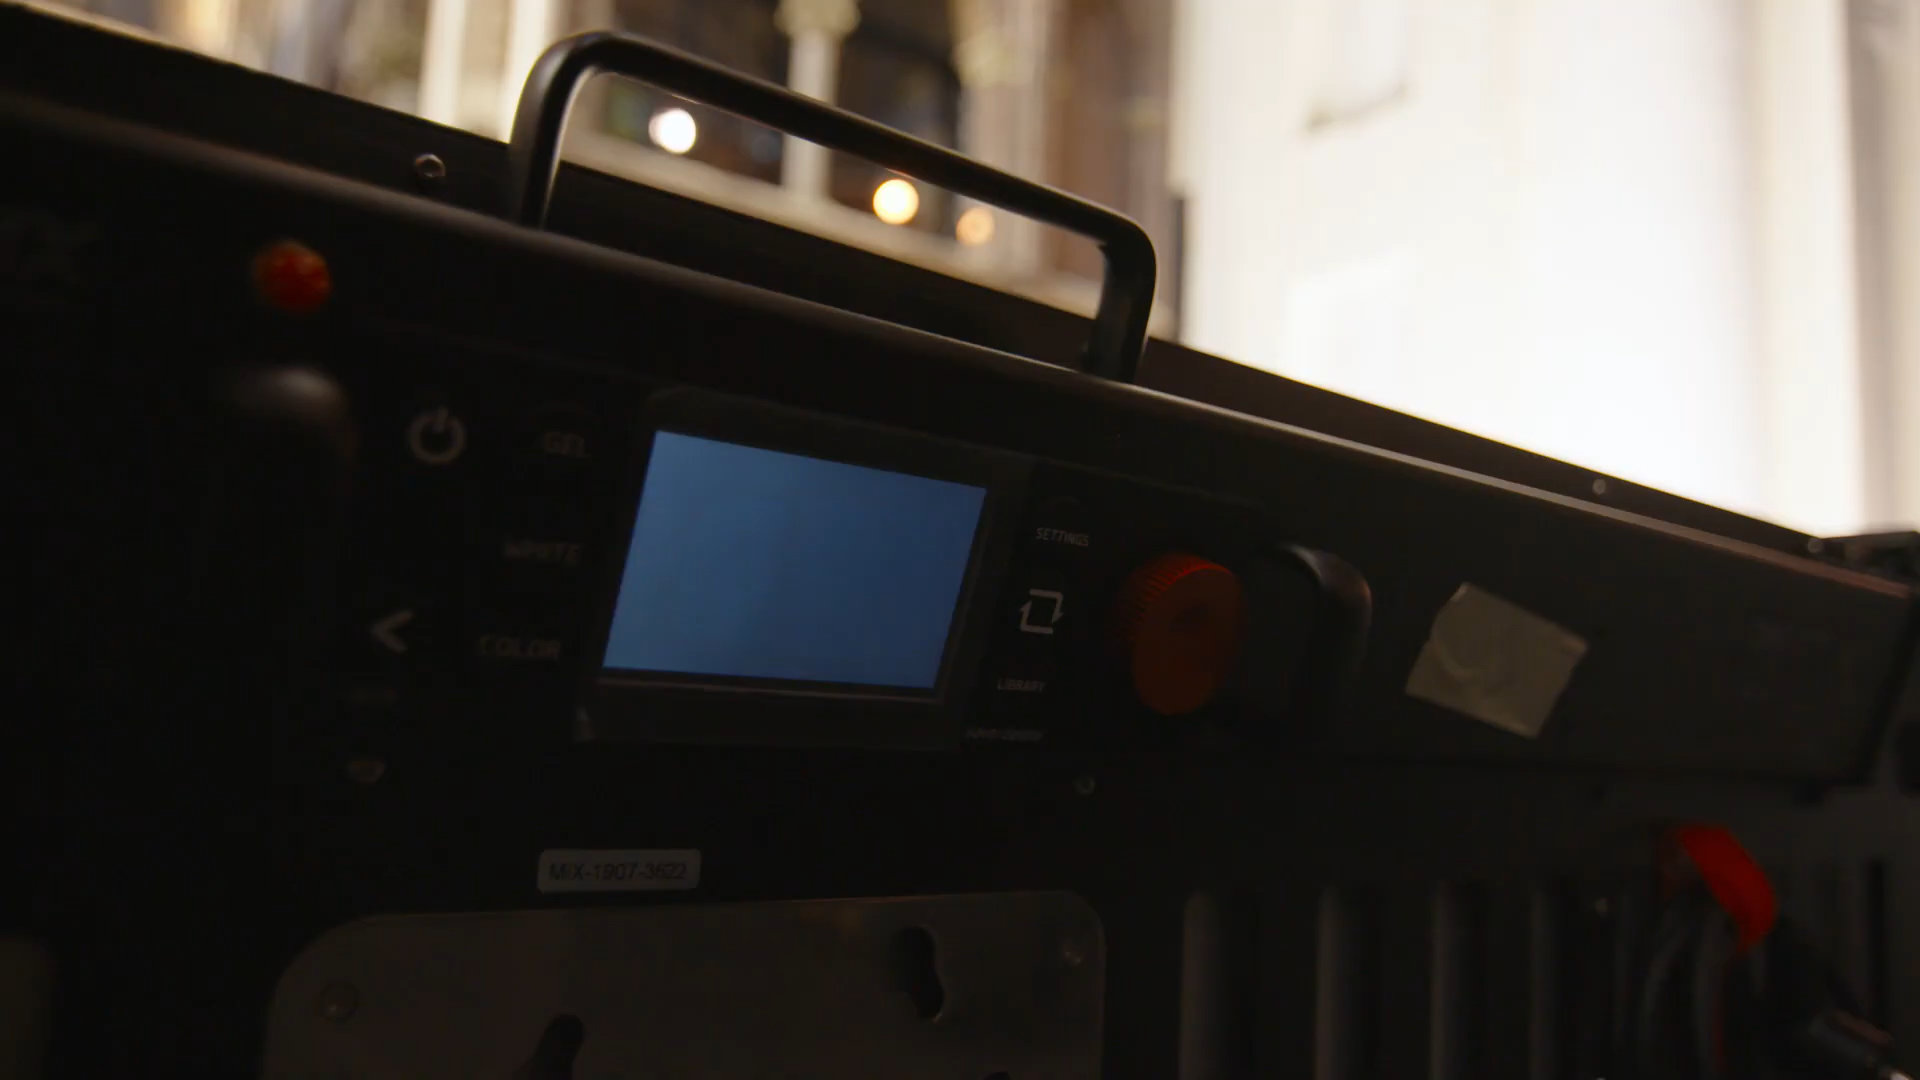 GEL
WHITE
COLOR
SETTINGS
LIBRARY
MIX-1907-3622